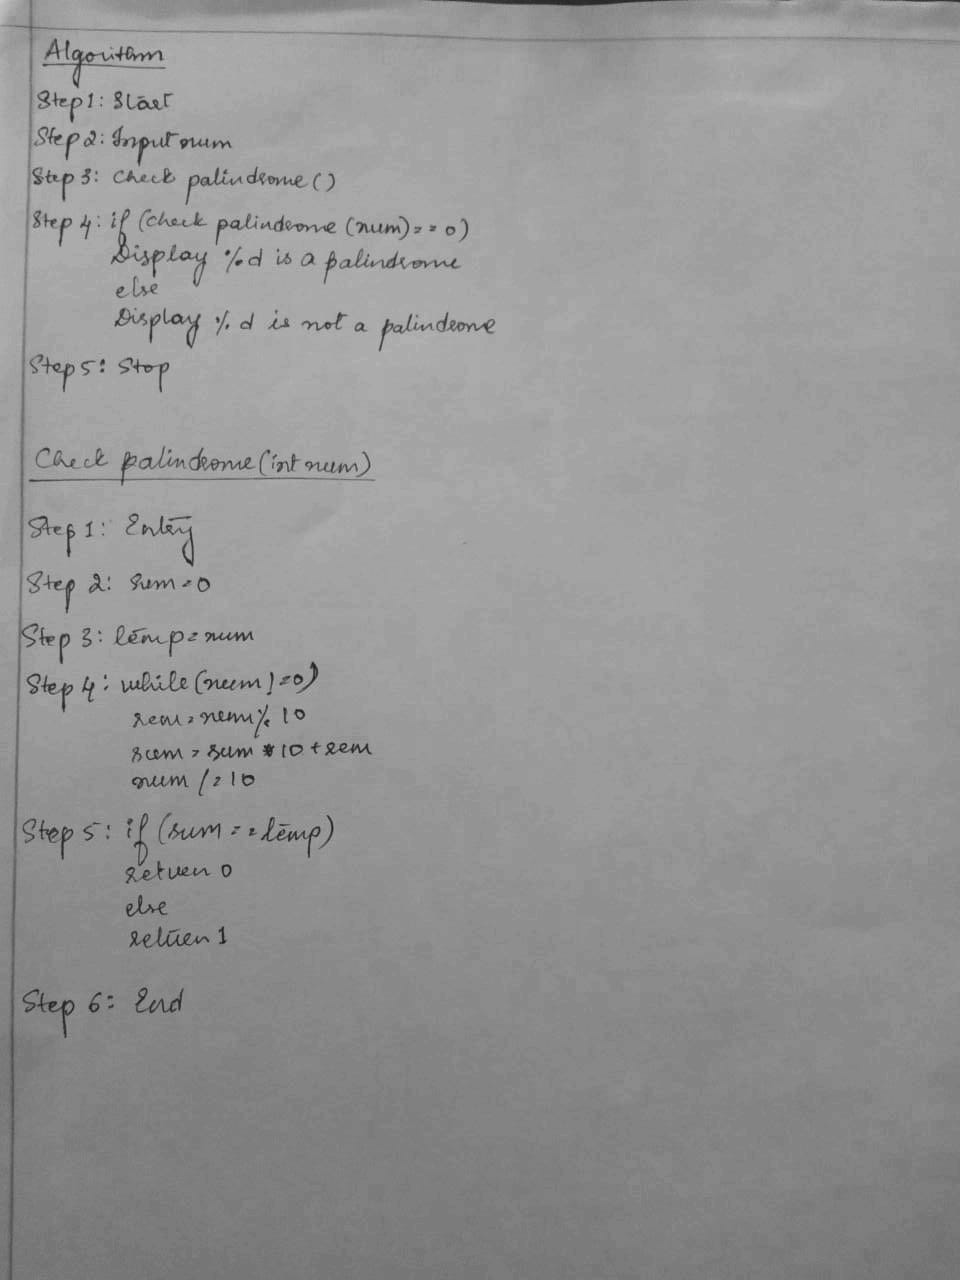 Algorithm
Step 1: Start
Step 2: Input num
Step 3: Check palindrome()
Step 4: if (Check palindrome (num) == 0)
Display %d is a palindrome
else
Display %d is not a palindrome
Step 5: Stop
Check palindrome (int num)
Step 1: Entry
Step 2: sum = 0
Step 3: temp = num
Step 4: while (num != 0)
rem = num % 10
sum = sum * 10 + rem
num /= 10
Step 5: if (sum == temp)
return 0
else
return 1
Step 6: End